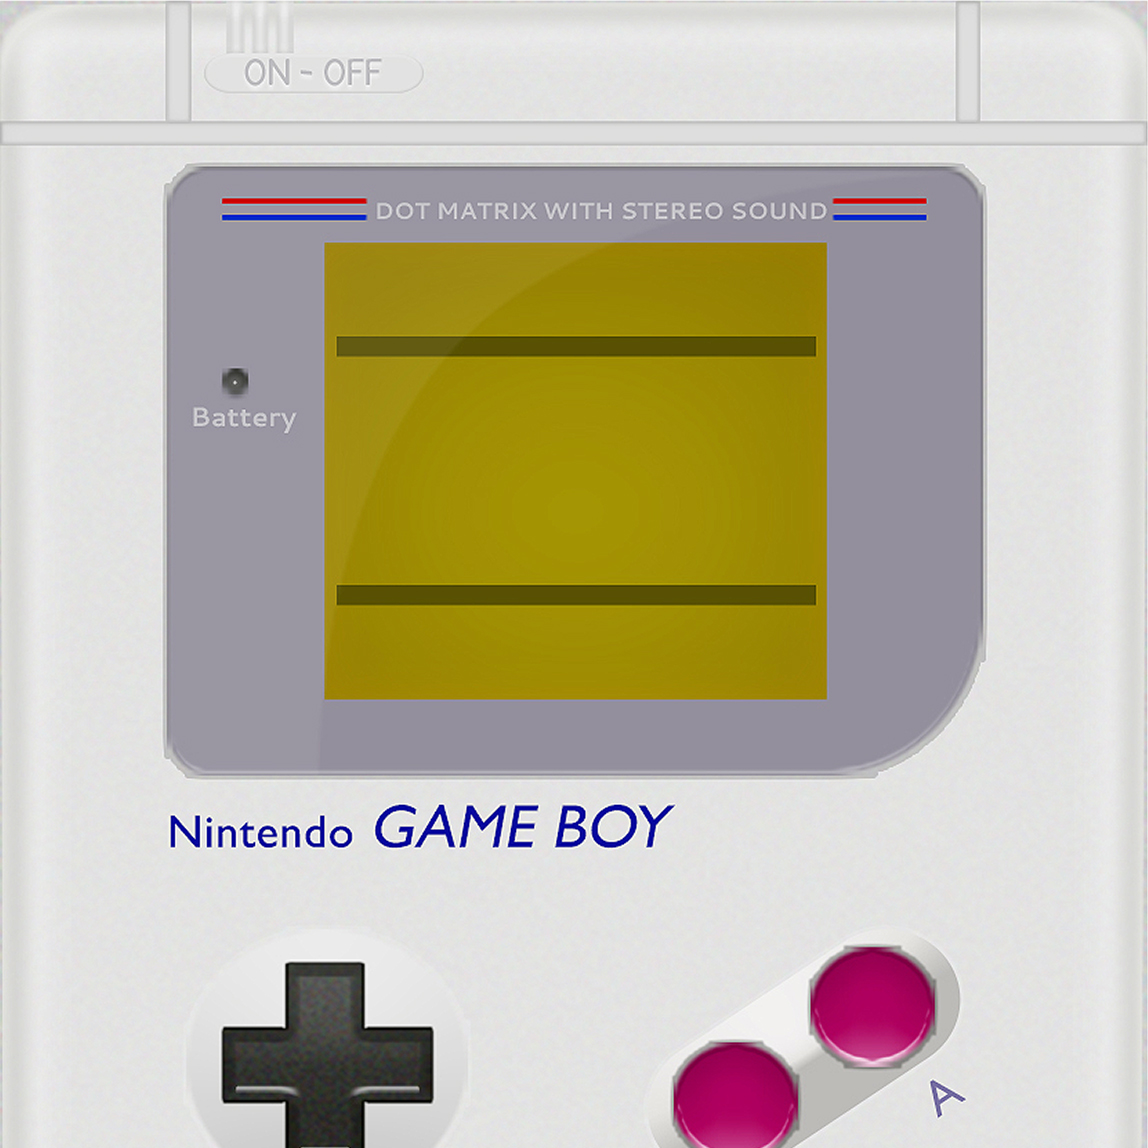 ON - OFF
DOT MATRIX WITH STEREO SOUND
Battery
Nintendo GAME BOY
A